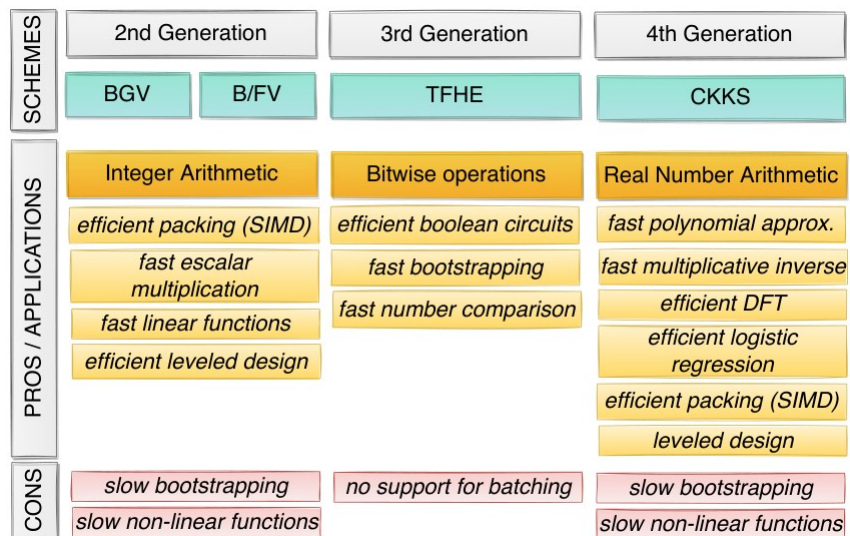 SCHEMES
2nd Generation
3rd Generation
4th Generation
BGV
B/FV
TFHE
CKKS
PROS / APPLICATIONS
Integer Arithmetic
efficient packing (SIMD)
fast escalar
multiplication
fast linear functions
efficient leveled design
Bitwise operations
efficient boolean circuits
fast bootstrapping
fast number comparison
Real Number Arithmetic
fast polynomial approx.
fast multiplicative inverse
efficient DFT
efficient logistic
regression
efficient packing (SIMD)
leveled design
CONS
slow bootstrapping
slow non-linear functions
no support for batching
slow bootstrapping
slow non-linear functions